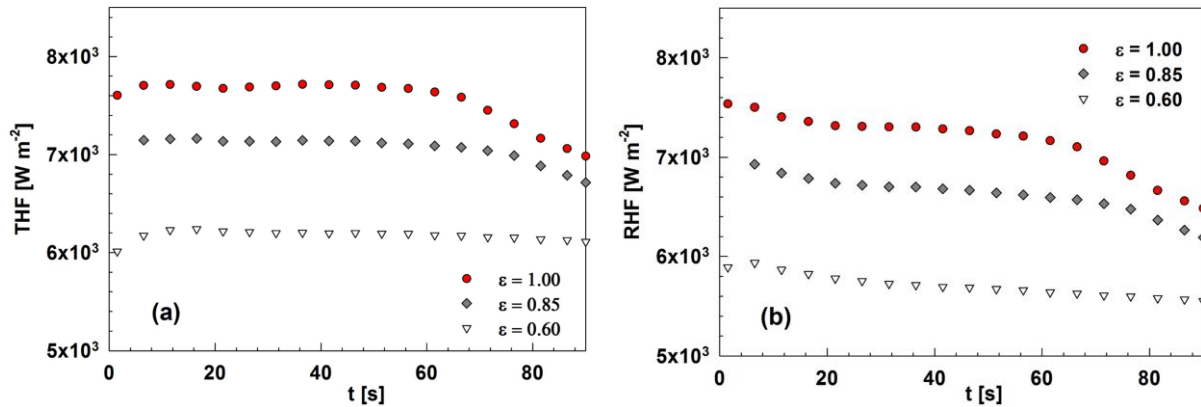 8x10³
7x10³
6x10³
5x10³
THF [W m⁻²]
0 20 40 60 80
t [s]
ε = 1.00
ε = 0.85
ε = 0.60
(a)
8x10³
7x10³
6x10³
5x10³
RHF [W m⁻²]
0 20 40 60 80
t [s]
ε = 1.00
ε = 0.85
ε = 0.60
(b)